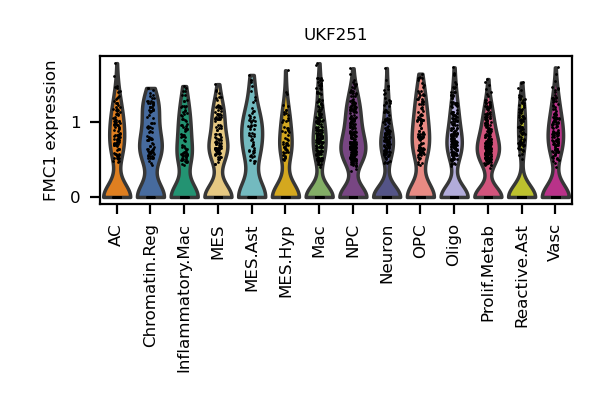 UKF251
FMC1 expression
1
0
AC
Chromatin.Reg
Inflammatory.Mac
MES
MES.Ast
MES.Hyp
Mac
NPC
Neuron
OPC
Oligo
Prolif.Metab
Reactive.Ast
Vasc